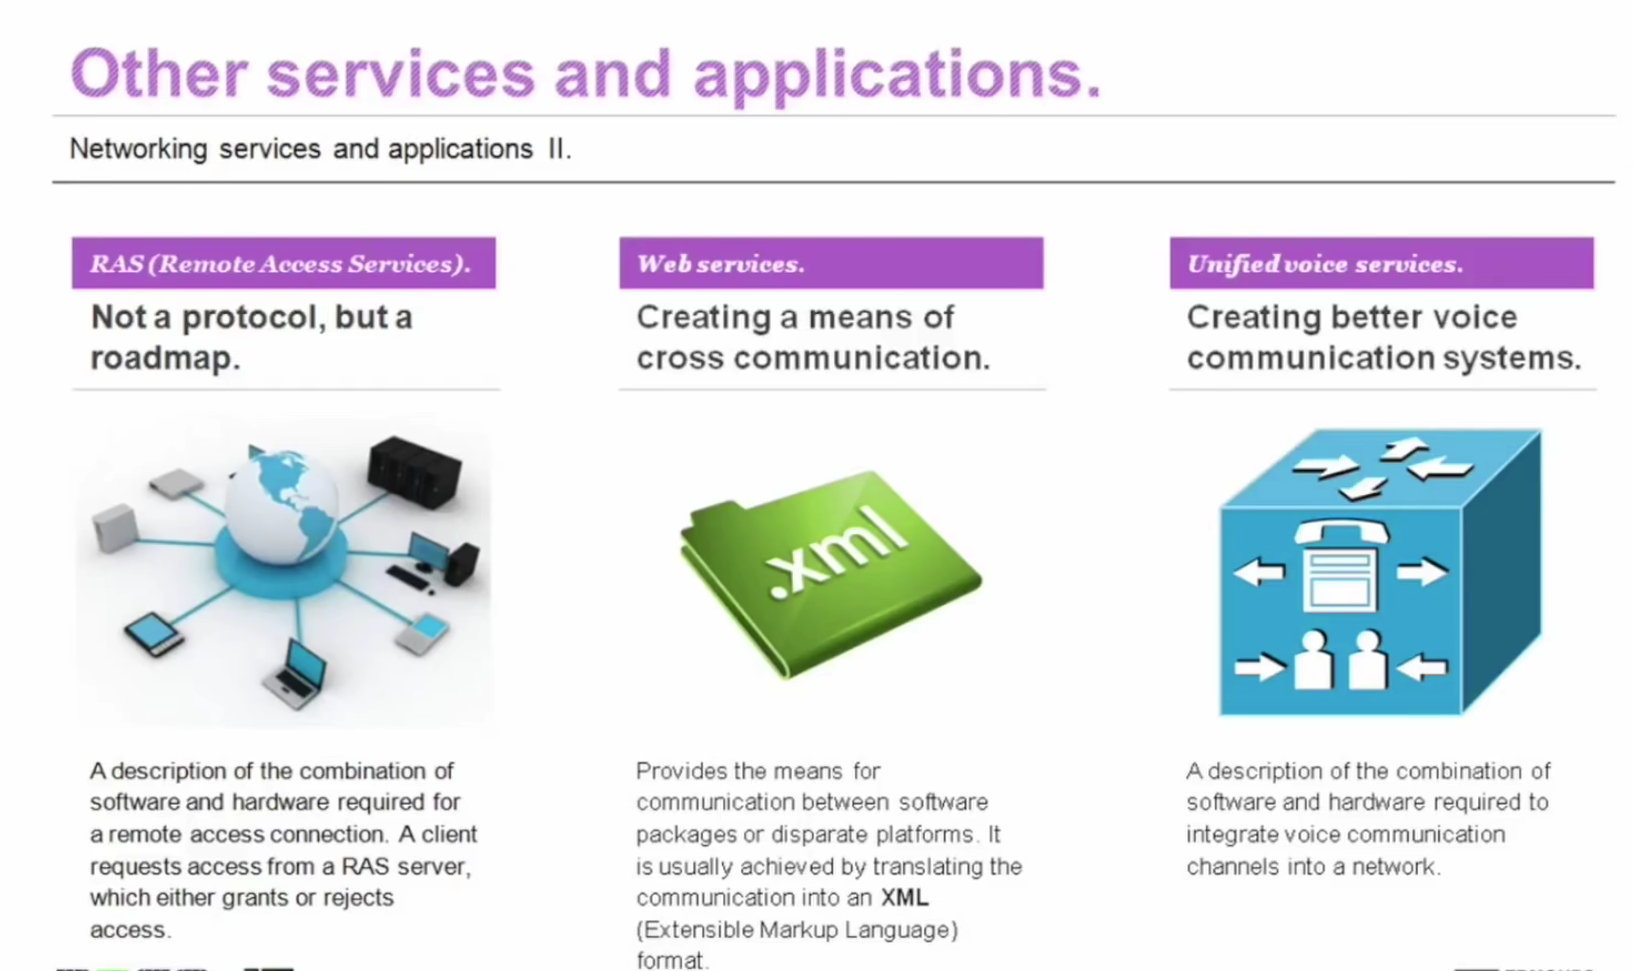 Other services and applications.
Networking services and applications II.
RAS (Remote Access Services).
Not a protocol, but a
roadmap.
A description of the combination of
software and hardware required for
a remote access connection. A client
requests access from a RAS server,
which either grants or rejects
access.
Web services.
Creating a means of
cross communication.
.xml
Provides the means for
communication between software
packages or disparate platforms. It
is usually achieved by translating the
communication into an XML
(Extensible Markup Language)
format.
Unified voice services.
Creating better voice
communication systems.
A description of the combination of
software and hardware required to
integrate voice communication
channels into a network.